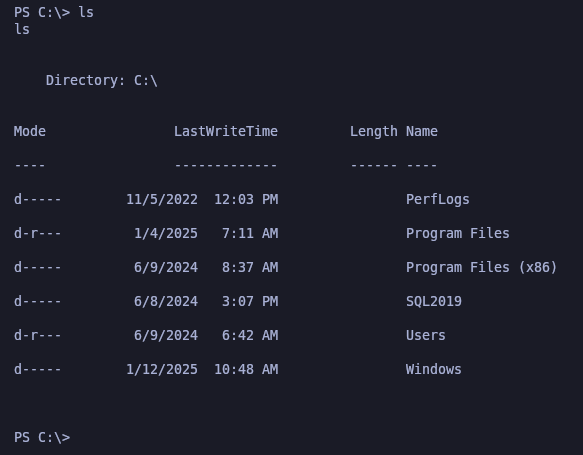 PS C:\> ls
ls
Directory: C:\
Mode                LastWriteTime         Length Name
----                -------------         ------ ----
d-----        11/5/2022  12:03 PM                PerfLogs
d-r---         1/4/2025   7:11 AM                Program Files
d-----         6/9/2024   8:37 AM                Program Files (x86)
d-----         6/8/2024   3:07 PM                SQL2019
d-r---         6/9/2024   6:42 AM                Users
d-----        1/12/2025  10:48 AM                Windows
PS C:\>